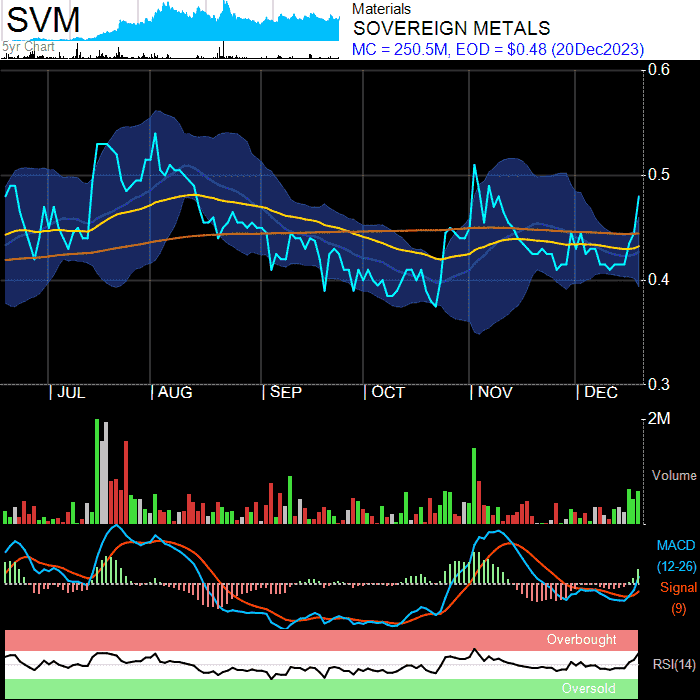 SVM
5yr Chart
Materials
SOVEREIGN METALS
MC = 250.5M, EOD = $0.48 (20Dec2023)
0.6
0.5
0.4
0.3
JUL AUG SEP OCT NOV DEC
2M
Volume
MACD
(12-26)
Signal
(9)
Overbought
RSI(14)
Oversold